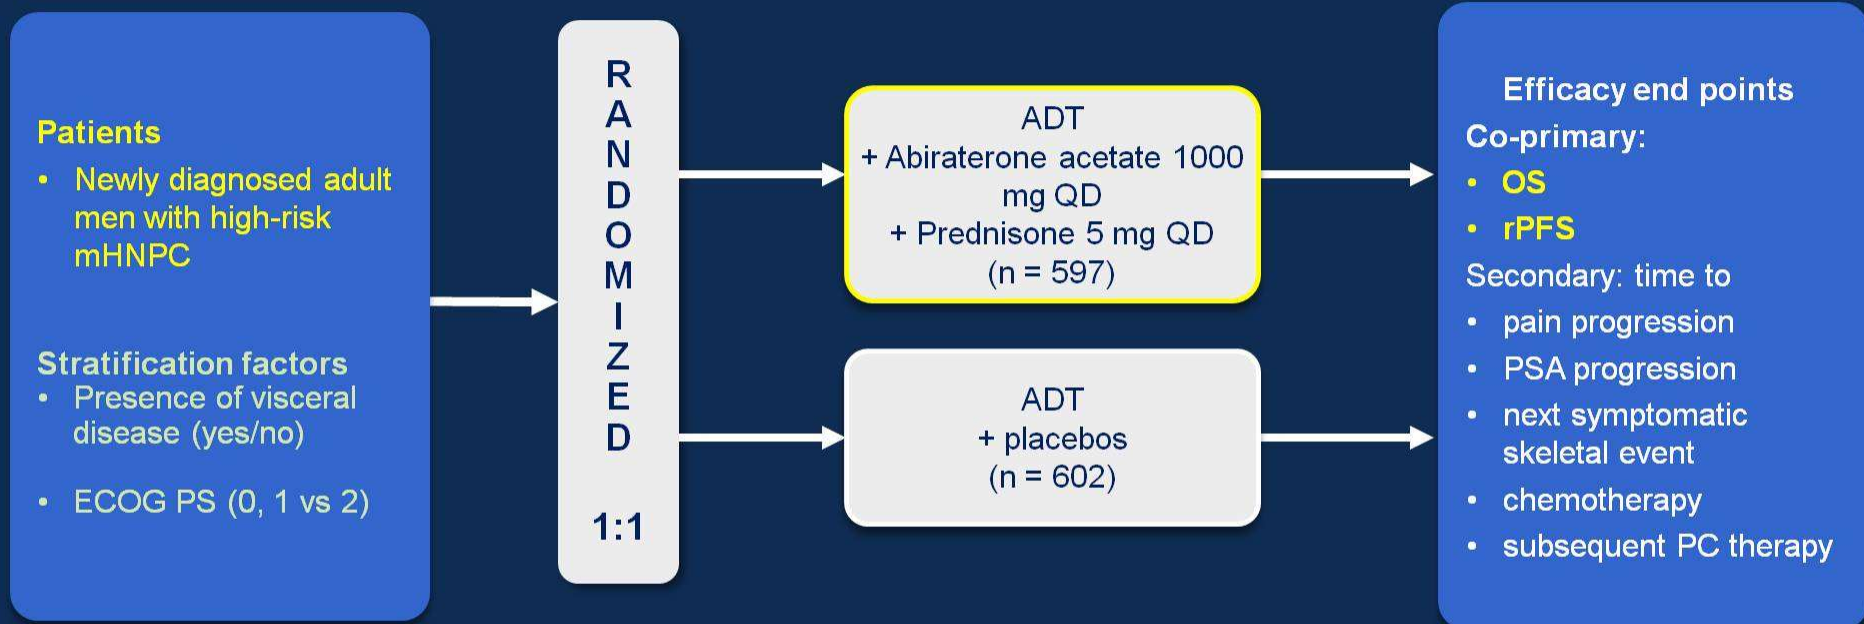 Patients
• Newly diagnosed adult
men with high-risk
mHNPC
Stratification factors
• Presence of visceral
disease (yes/no)
• ECOG PS (0, 1 vs 2)
R
A
N
D
O
M
I
Z
E
D
1:1
ADT
+ Abiraterone acetate 1000
mg QD
+ Prednisone 5 mg QD
(n = 597)
ADT
+ placebos
(n = 602)
Efficacy end points
Co-primary:
• OS
• rPFS
Secondary: time to
• pain progression
• PSA progression
• next symptomatic
skeletal event
• chemotherapy
• subsequent PC therapy